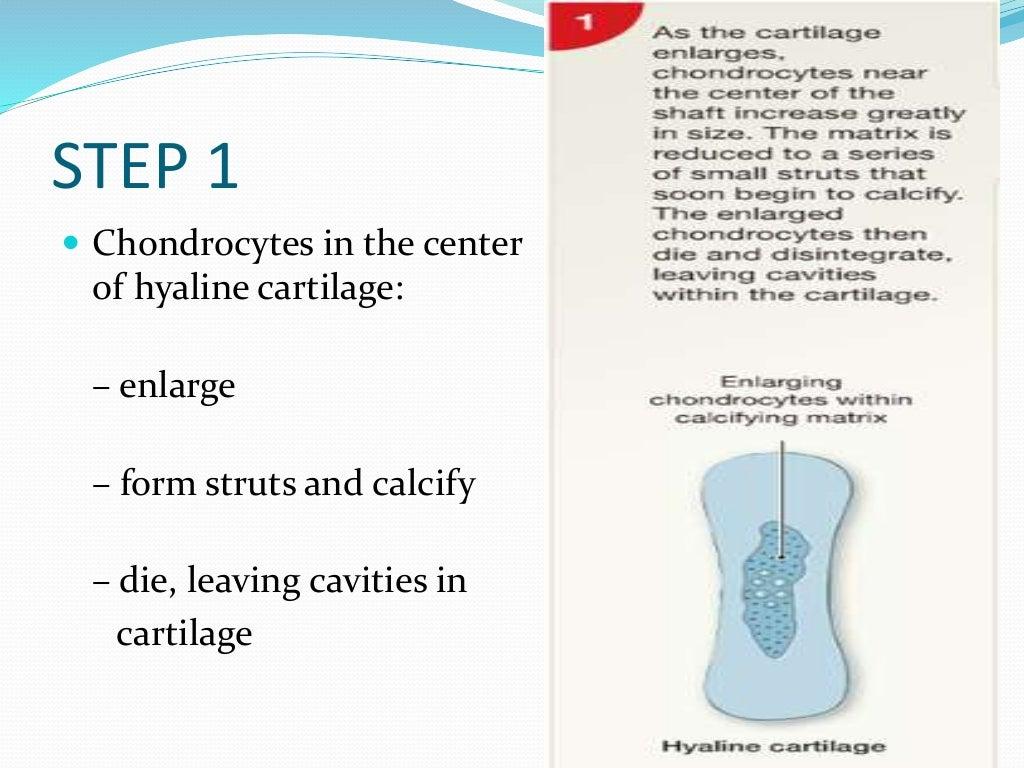 STEP 1
• Chondrocytes in the center
of hyaline cartilage:
– enlarge
– form struts and calcify
– die, leaving cavities in
cartilage
1
As the cartilage
enlarges,
chondrocytes near
the center of the
shaft increase greatly
in size. The matrix is
reduced to a series
of small struts that
soon begin to calcify.
The enlarged
chondrocytes then
die and disintegrate,
leaving cavities
within the cartilage.
Enlarging
chondrocytes within
calcifying matrix
Hyaline cartilage